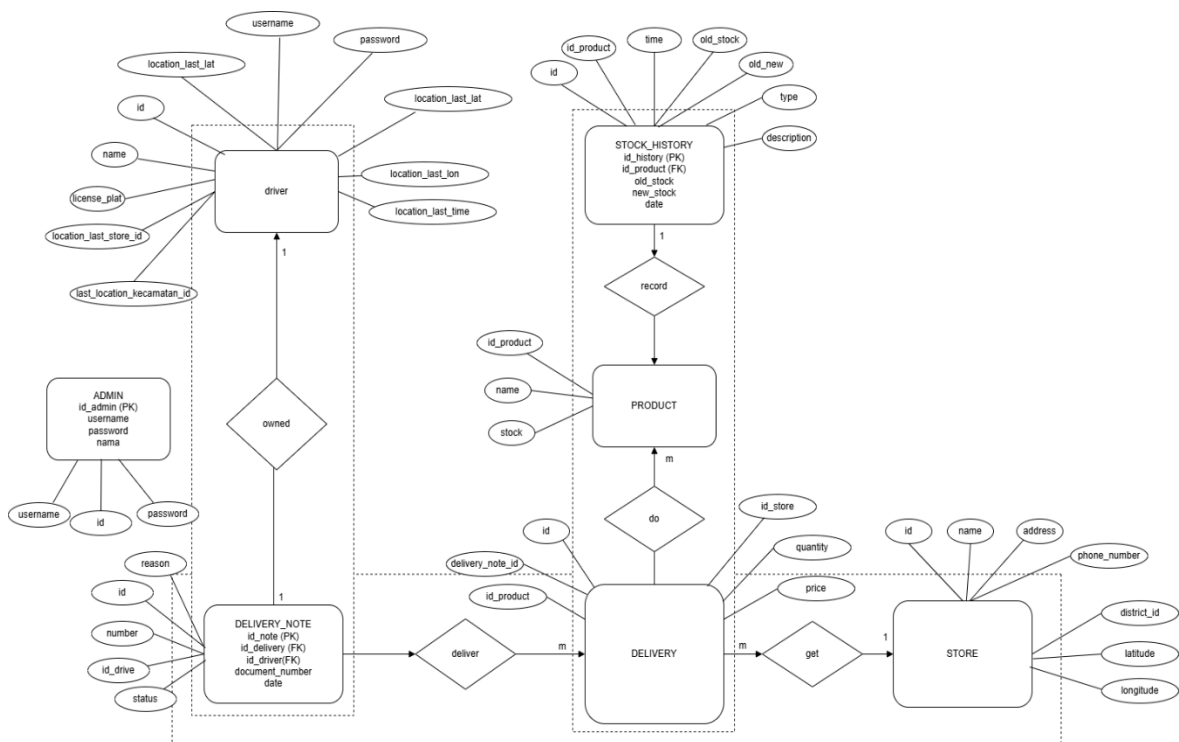 username
password
location_last_lat
location_last_lat
id
name
driver
location_last_lon
license_plat
location_last_time
location_last_store_id
last_location_kecamatan_id
1
time
old_stock
id_product
old_new
id
type
description
STOCK_HISTORY
id_history (PK)
id_product (FK)
old_stock
new_stock
date
1
record
id_product
name
PRODUCT
stock
m
ADMIN
id_admin (PK)
username
password
nama
username
id
password
owned
do
id_store
id
quantity
delivery_note_id
id_product
price
id
name
address
phone_number
reason
id
number
id_drive
status
1
DELIVERY_NOTE
id_note (PK)
id_delivery (FK)
id_driver(FK)
document_number
date
deliver
m
DELIVERY
m
get
1
STORE
district_id
latitude
longitude